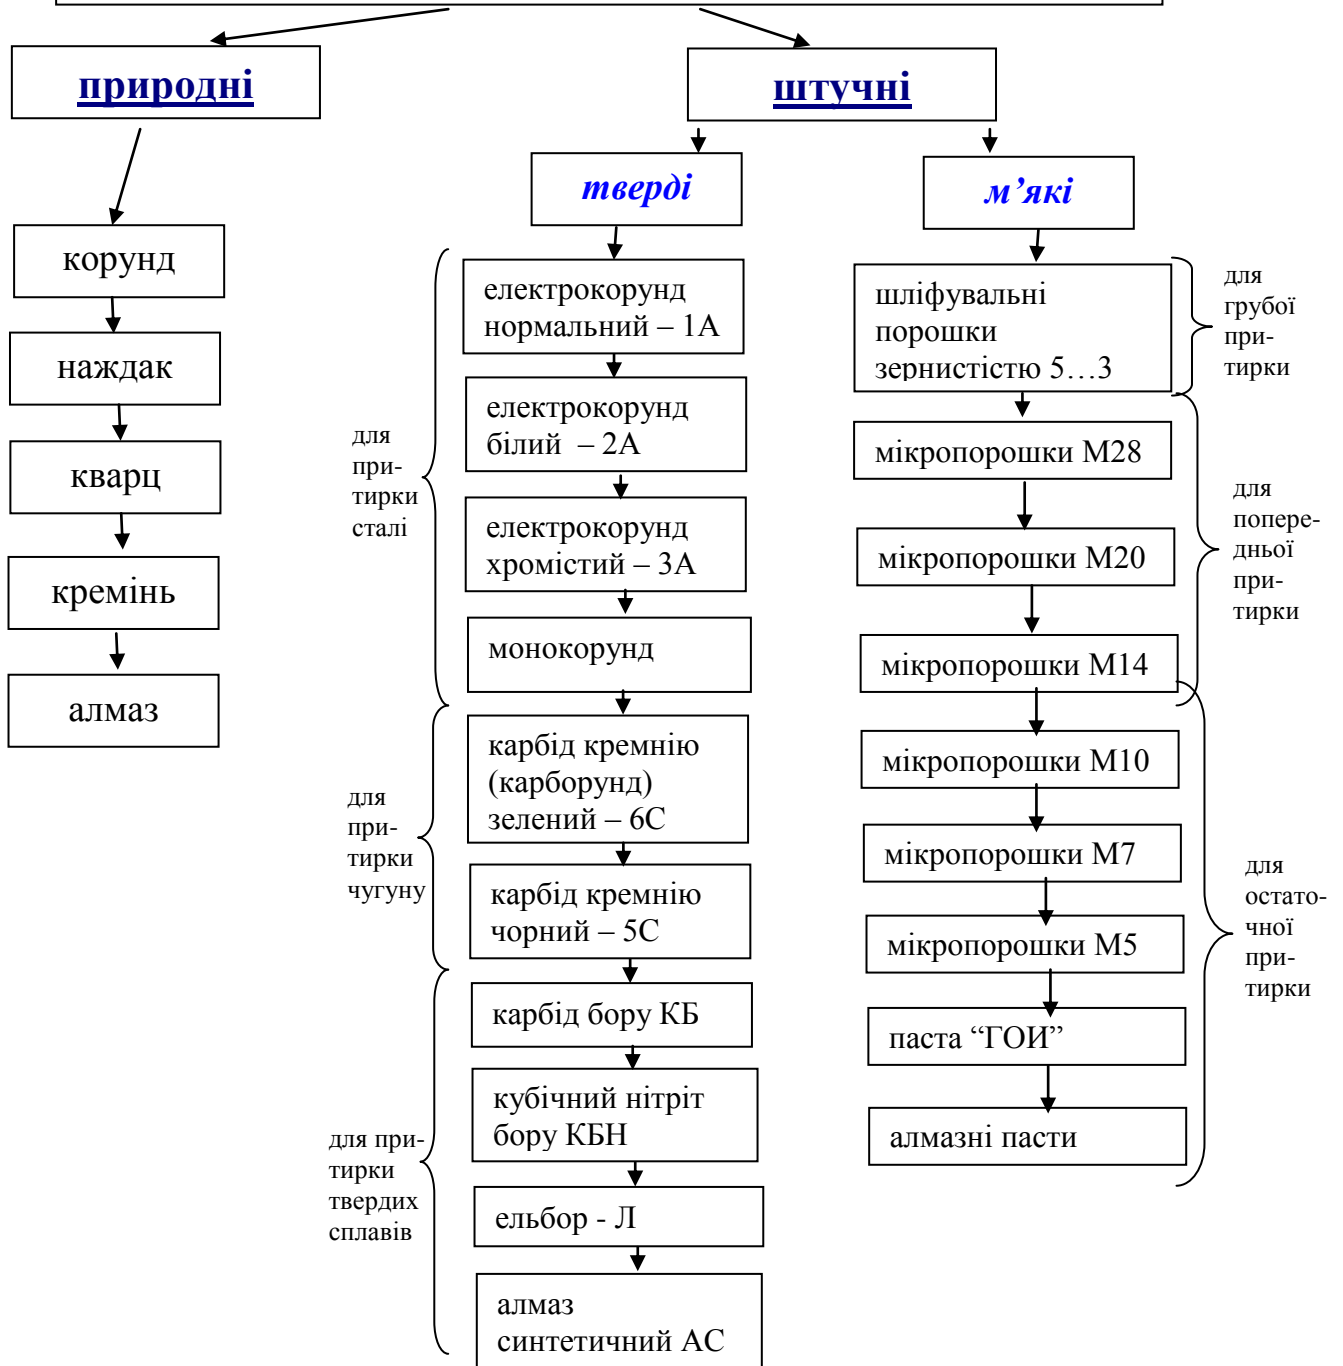 природні
штучні
тверді
м’які
корунд
наждак
кварц
кремінь
алмаз
для
при-
тирки
сталі
електрокорунд
нормальний – 1А
електрокорунд
білий – 2А
електрокорунд
хромістий – 3А
монокорунд
для
при-
тирки
чугуну
карбід кремнію
(карборунд)
зелений – 6С
карбід кремнію
чорний – 5С
для при-
тирки
твердих
сплавів
карбід бору КБ
кубічний нітріт
бору КБН
ельбор - Л
алмаз
синтетичний АС
шліфувальні
порошки
зернистістю 5…3
для
грубої
при-
тирки
мікропорошки М28
мікропорошки М20
мікропорошки М14
для
попере-
дньої
при-
тирки
мікропорошки М10
мікропорошки М7
мікропорошки М5
паста “ГОИ”
алмазні пасти
для
остато-
чної
при-
тирки